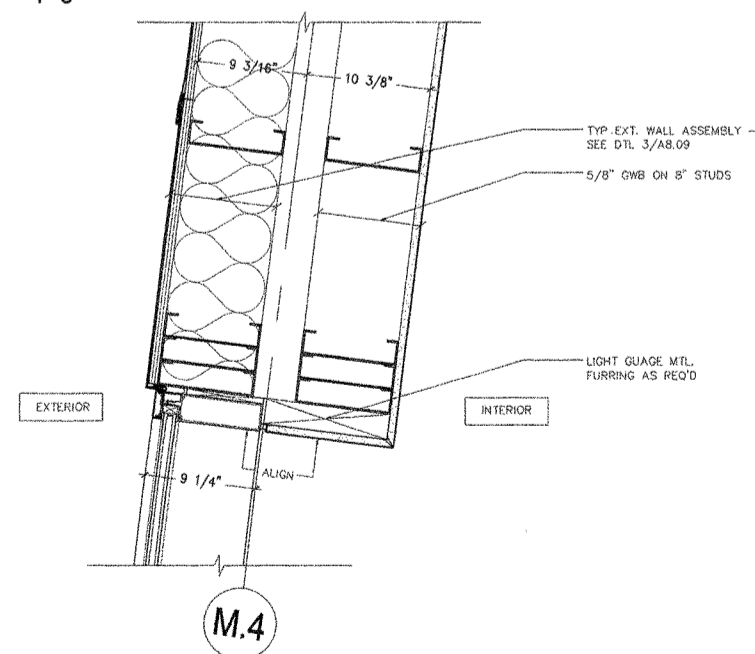 9 3/16"
10 3/8"
TYP. EXT. WALL ASSEMBLY -
SEE DTL 3/A8.09
5/8" GWB ON 8" STUDS
LIGHT GUAGE MTL.
FURRING AS REQ'D
EXTERIOR
INTERIOR
ALIGN
9 1/4"
M.4